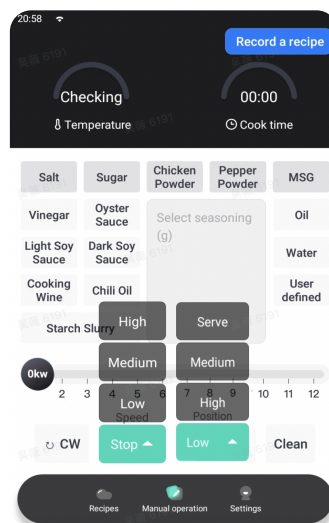 20:58
Record a recipe
Checking
00:00
Temperature
Cook time
Salt
Sugar
Chicken
Powder
Pepper
Powder
MSG
Vinegar
Oyster
Sauce
Select seasoning
(g)
Oil
Light Soy
Sauce
Dark Soy
Sauce
Water
Cooking
Wine
Chili Oil
User
defined
Starch Slurry
High
Serve
Medium
Medium
0kw
2 3 4 5 6 7 8 9 10 11 12
Low
High
Speed
Position
CW
Stop
Low
Clean
Recipes
Manual operation
Settings